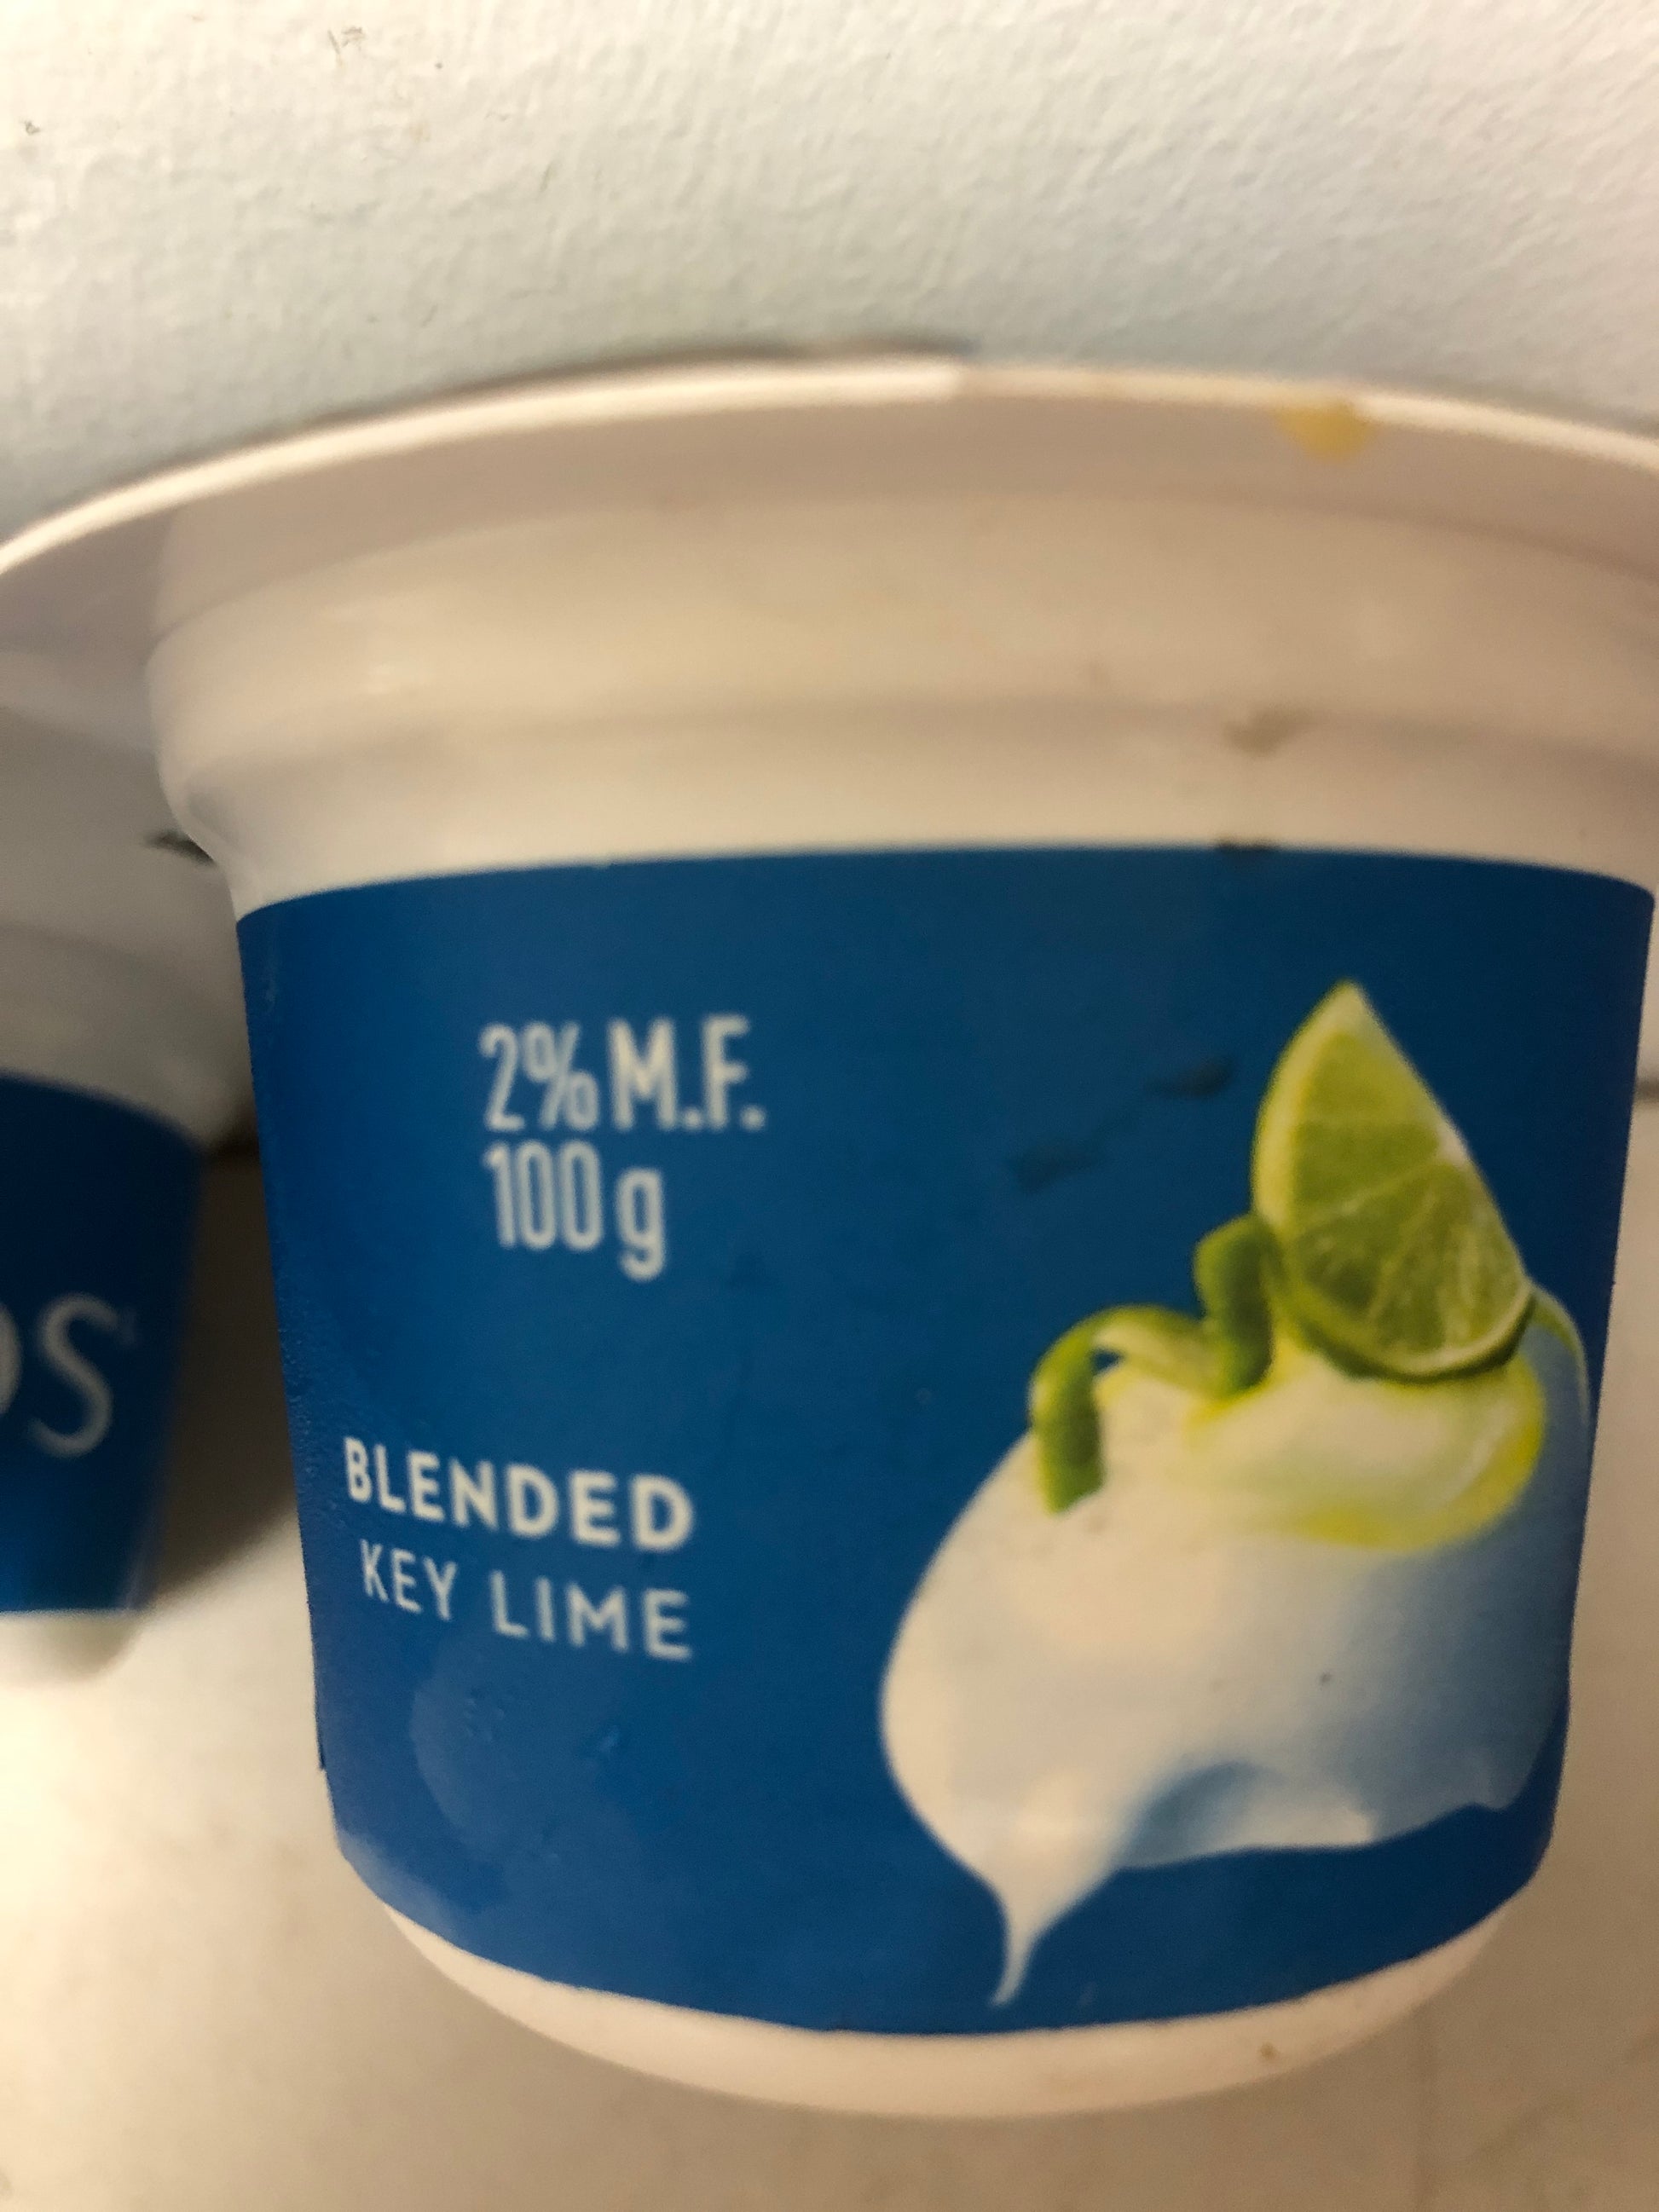 2% M.F.
100 g
BLENDED
KEY LIME